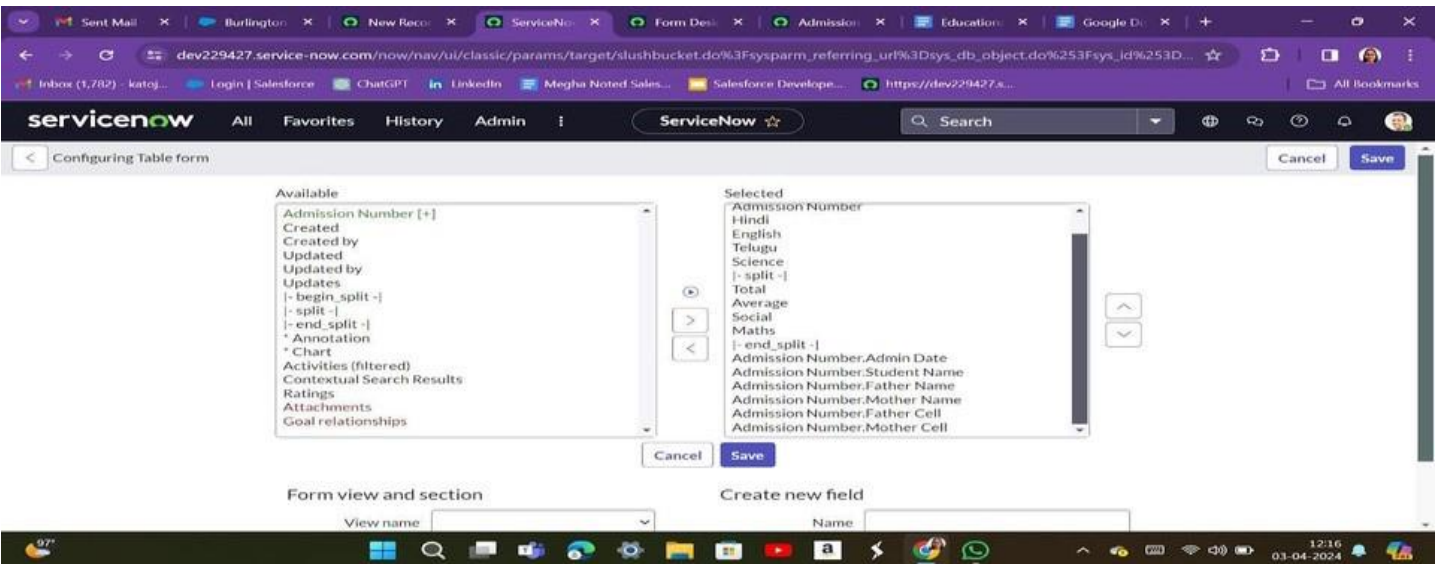 Sent Mail
Burlington
New Recor
ServiceNo
Form Desi
Admission
Education
Google D
dev229427.service-now.com/now/nav/ui/classic/params/target/slushbucket.do%3Fsysparm_referring_url%3Dsys_db_object.do%253Fsys_id%253D...
Inbox (1,782) - katoj...
Login | Salesforce
ChatGPT
LinkedIn
Megha Noted Sales...
Salesforce Develope...
https://dev229427.s...
All Bookmarks
servicenow
All
Favorites
History
Admin
ServiceNow
Search
Configuring Table form
Cancel
Save
Available
Admission Number [+]
Created
Created by
Updated
Updated by
Updates
|- begin_split -|
|- split -|
|- end_split -|
* Annotation
* Chart
Activities (filtered)
Contextual Search Results
Ratings
Attachments
Goal relationships
Selected
Admission Number
Hindi
English
Telugu
Science
|- split -|
Total
Average
Social
Maths
|- end_split -|
Admission Number.Admin Date
Admission Number.Student Name
Admission Number.Father Name
Admission Number.Mother Name
Admission Number.Father Cell
Admission Number.Mother Cell
Cancel
Save
Form view and section
View name
Create new field
Name
97°
12:16
03-04-2024